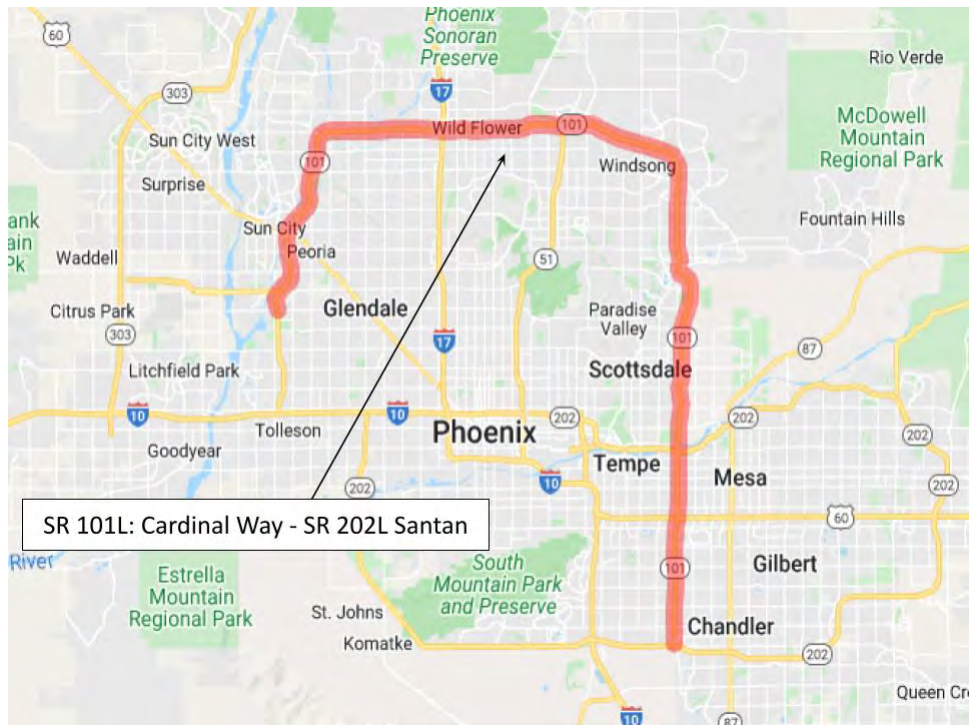 Phoenix
Sonoran
Preserve
60
17
Rio Verde
303
McDowell
Mountain
Regional Park
Wild Flower
101
Sun City West
101
Windsong
Surprise
Fountain Hills
ank
ain
Pk
Sun City
Peoria
Waddell
51
Citrus Park
Glendale
Paradise
Valley
303
17
101
87
Litchfield Park
Scottsdale
10
10
202
202
Tolleson
Phoenix
202
Goodyear
Tempe
Mesa
10
202
202
SR 101L: Cardinal Way - SR 202L Santan
60
River
Estrella
Mountain
Regional Park
South
Mountain Park
and Preserve
101
Gilbert
St. Johns
Chandler
Komatke
202
Queen Cr
10
87